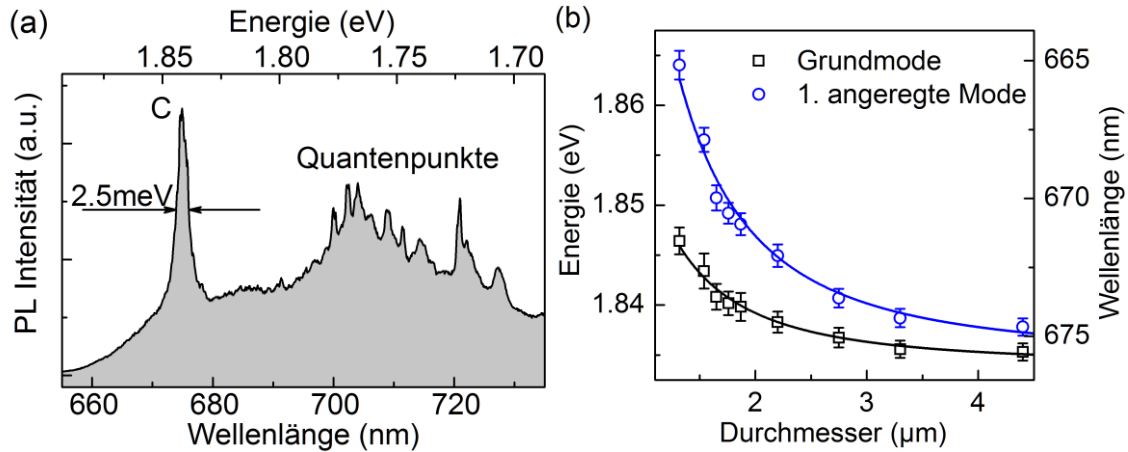 (a)
Energie (eV)
1.85 1.80 1.75 1.70
PL Intensität (a.u.)
C
Quantenpunkte
2.5meV
660 680 700 720
Wellenlänge (nm)
(b)
Grundmode
1. angeregte Mode
Energie (eV)
1.86
1.85
1.84
665
670
675
Wellenlänge (nm)
2 3 4
Durchmesser (µm)